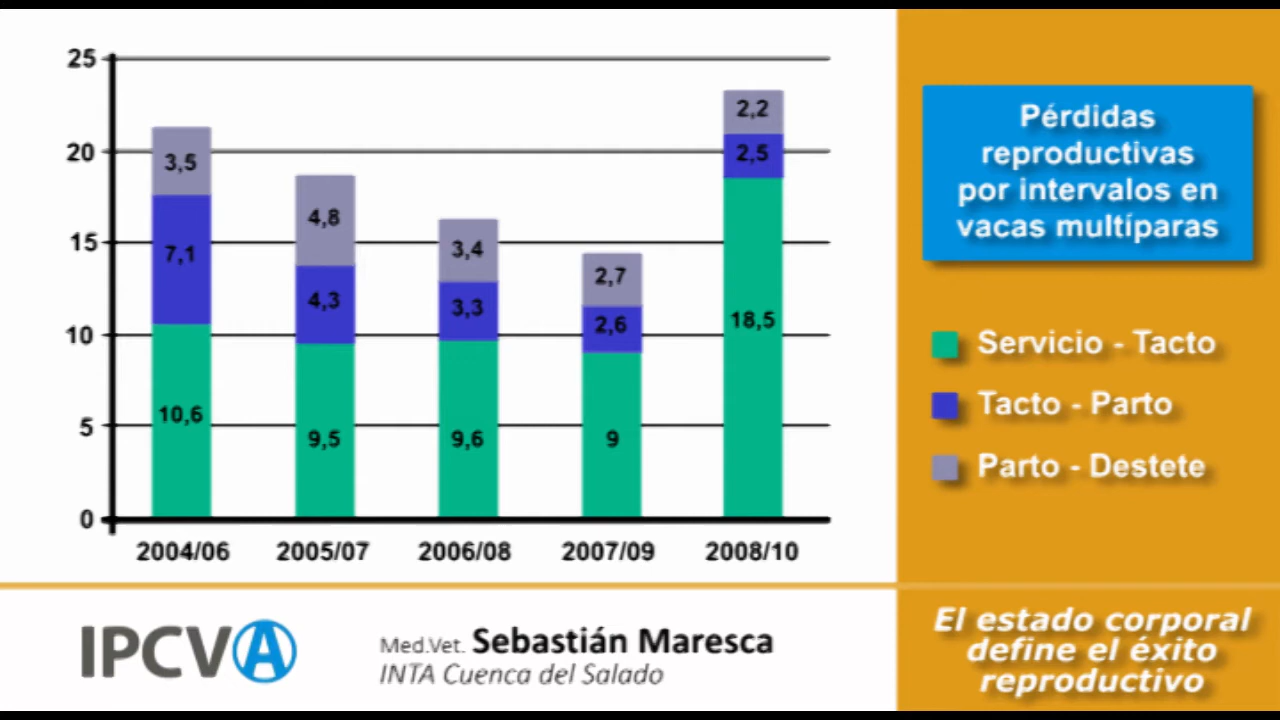 25
20
15
10
5
0
3,5
7,1
10,6
4,8
4,3
9,5
3,4
3,3
9,6
2,7
2,6
9
2,2
2,5
18,5
2004/06 2005/07 2006/08 2007/09 2008/10
Pérdidas
reproductivas
por intervalos en
vacas multíparas
Servicio - Tacto
Tacto - Parto
Parto - Destete
IPCVA
Med.Vet. Sebastián Maresca
INTA Cuenca del Salado
El estado corporal
define el éxito
reproductivo